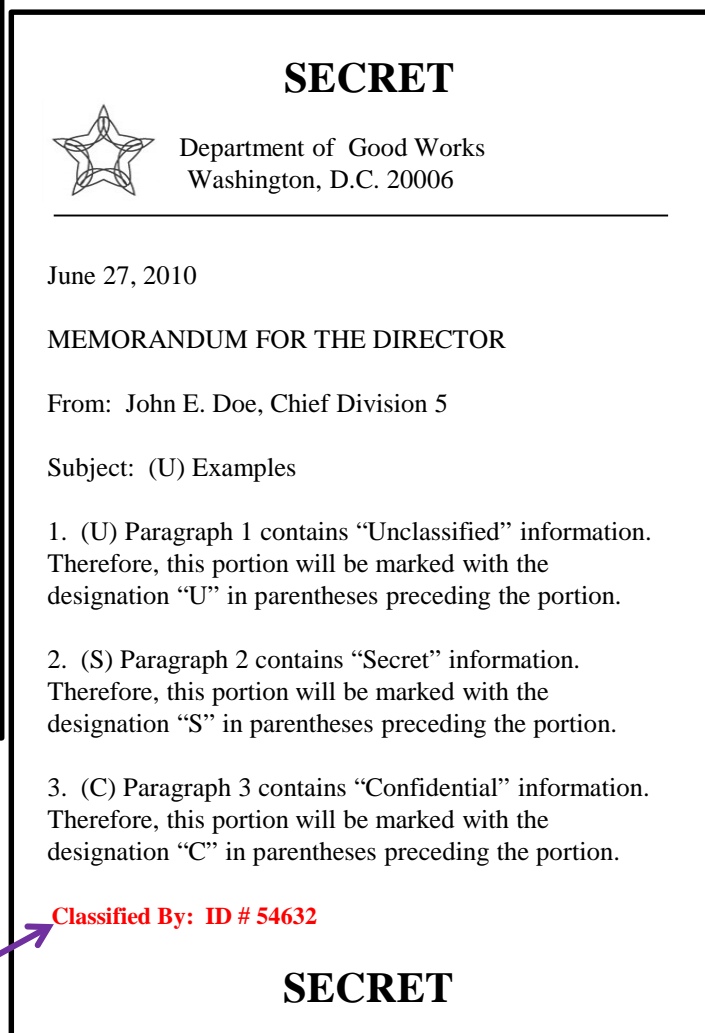 SECRET
Department of Good Works
Washington, D.C. 20006
June 27, 2010
MEMORANDUM FOR THE DIRECTOR
From: John E. Doe, Chief Division 5
Subject: (U) Examples
1. (U) Paragraph 1 contains “Unclassified” information.
Therefore, this portion will be marked with the
designation “U” in parentheses preceding the portion.
2. (S) Paragraph 2 contains “Secret” information.
Therefore, this portion will be marked with the
designation “S” in parentheses preceding the portion.
3. (C) Paragraph 3 contains “Confidential” information.
Therefore, this portion will be marked with the
designation “C” in parentheses preceding the portion.
Classified By: ID # 54632
SECRET